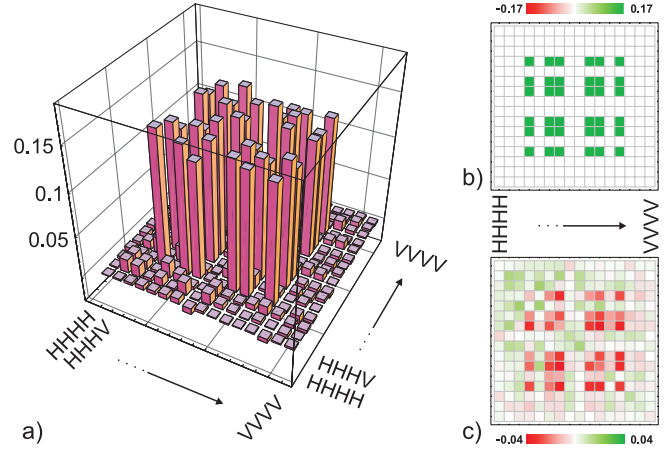 0.15
0.1
0.05
HHHH
HHHV
...
VVVV
HHHH
HHHV
...
VVVV
a)
-0.17 0.17
b)
HHHH ... VVVV
-0.04 0.04
c)